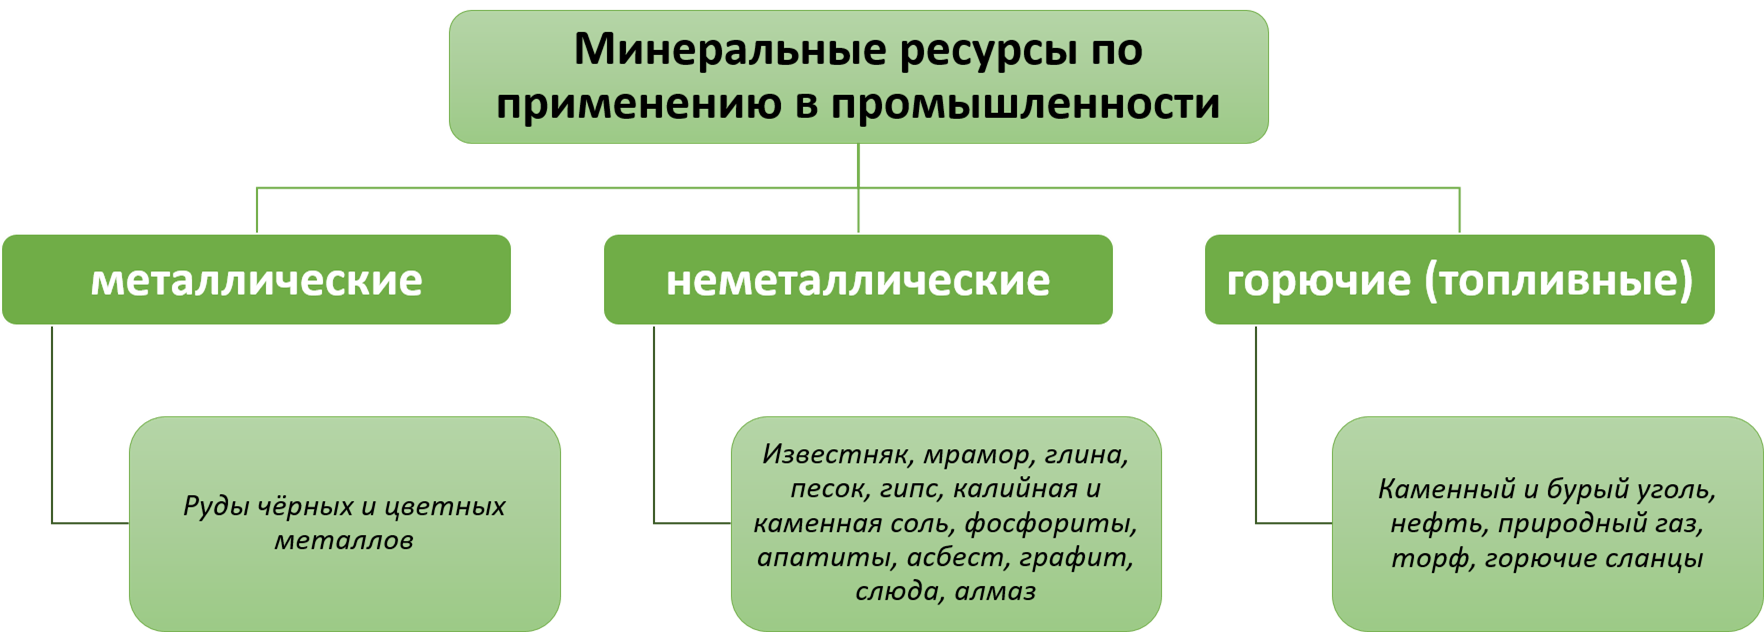 Минеральные ресурсы по
применению в промышленности
металлические
неметаллические
горючие (топливные)
Руды чёрных и цветных
металлов
Известняк, мрамор, глина,
песок, гипс, калийная и
каменная соль, фосфориты,
апатиты, асбест, графит,
слюда, алмаз
Каменный и бурый уголь,
нефть, природный газ,
торф, горючие сланцы